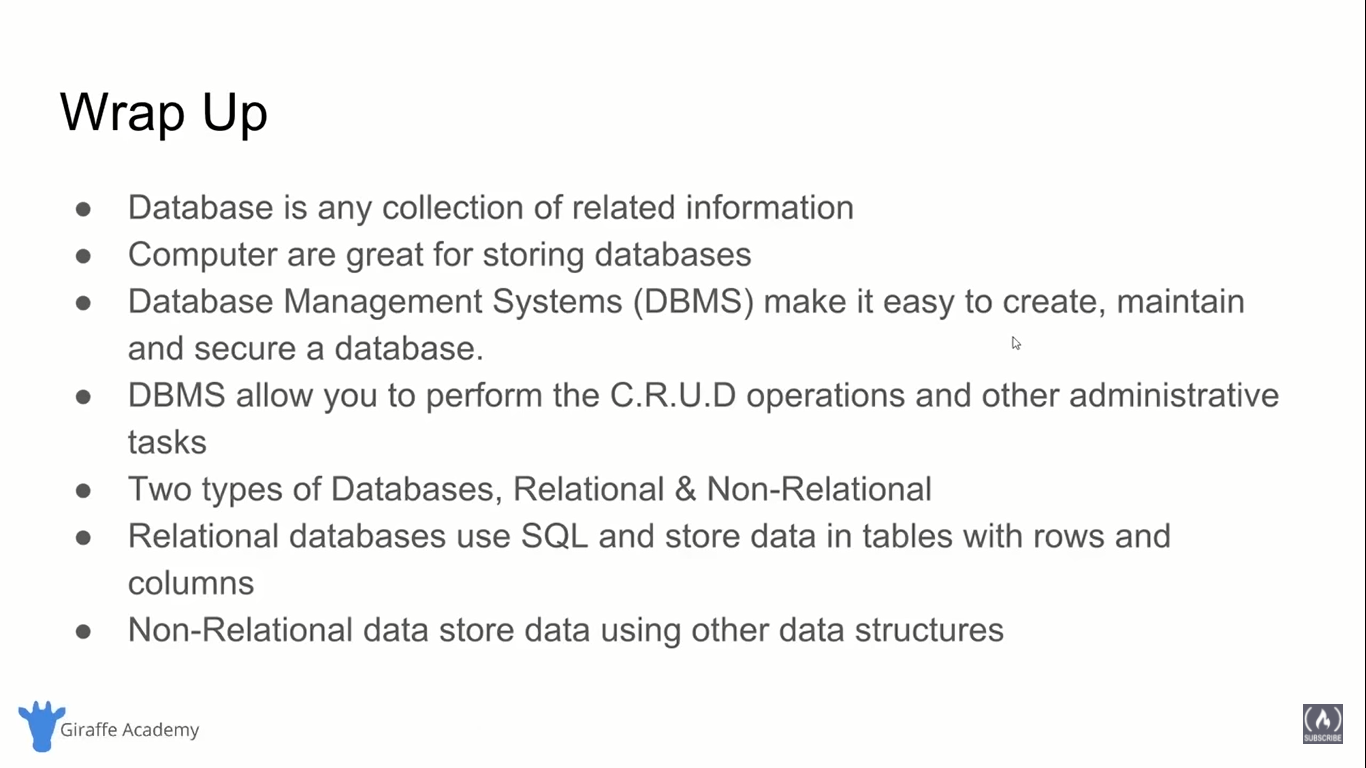 Wrap Up
● Database is any collection of related information
● Computer are great for storing databases
● Database Management Systems (DBMS) make it easy to create, maintain
and secure a database.
● DBMS allow you to perform the C.R.U.D operations and other administrative
tasks
● Two types of Databases, Relational & Non-Relational
● Relational databases use SQL and store data in tables with rows and
columns
● Non-Relational data store data using other data structures
Giraffe Academy
SUBSCRIBE